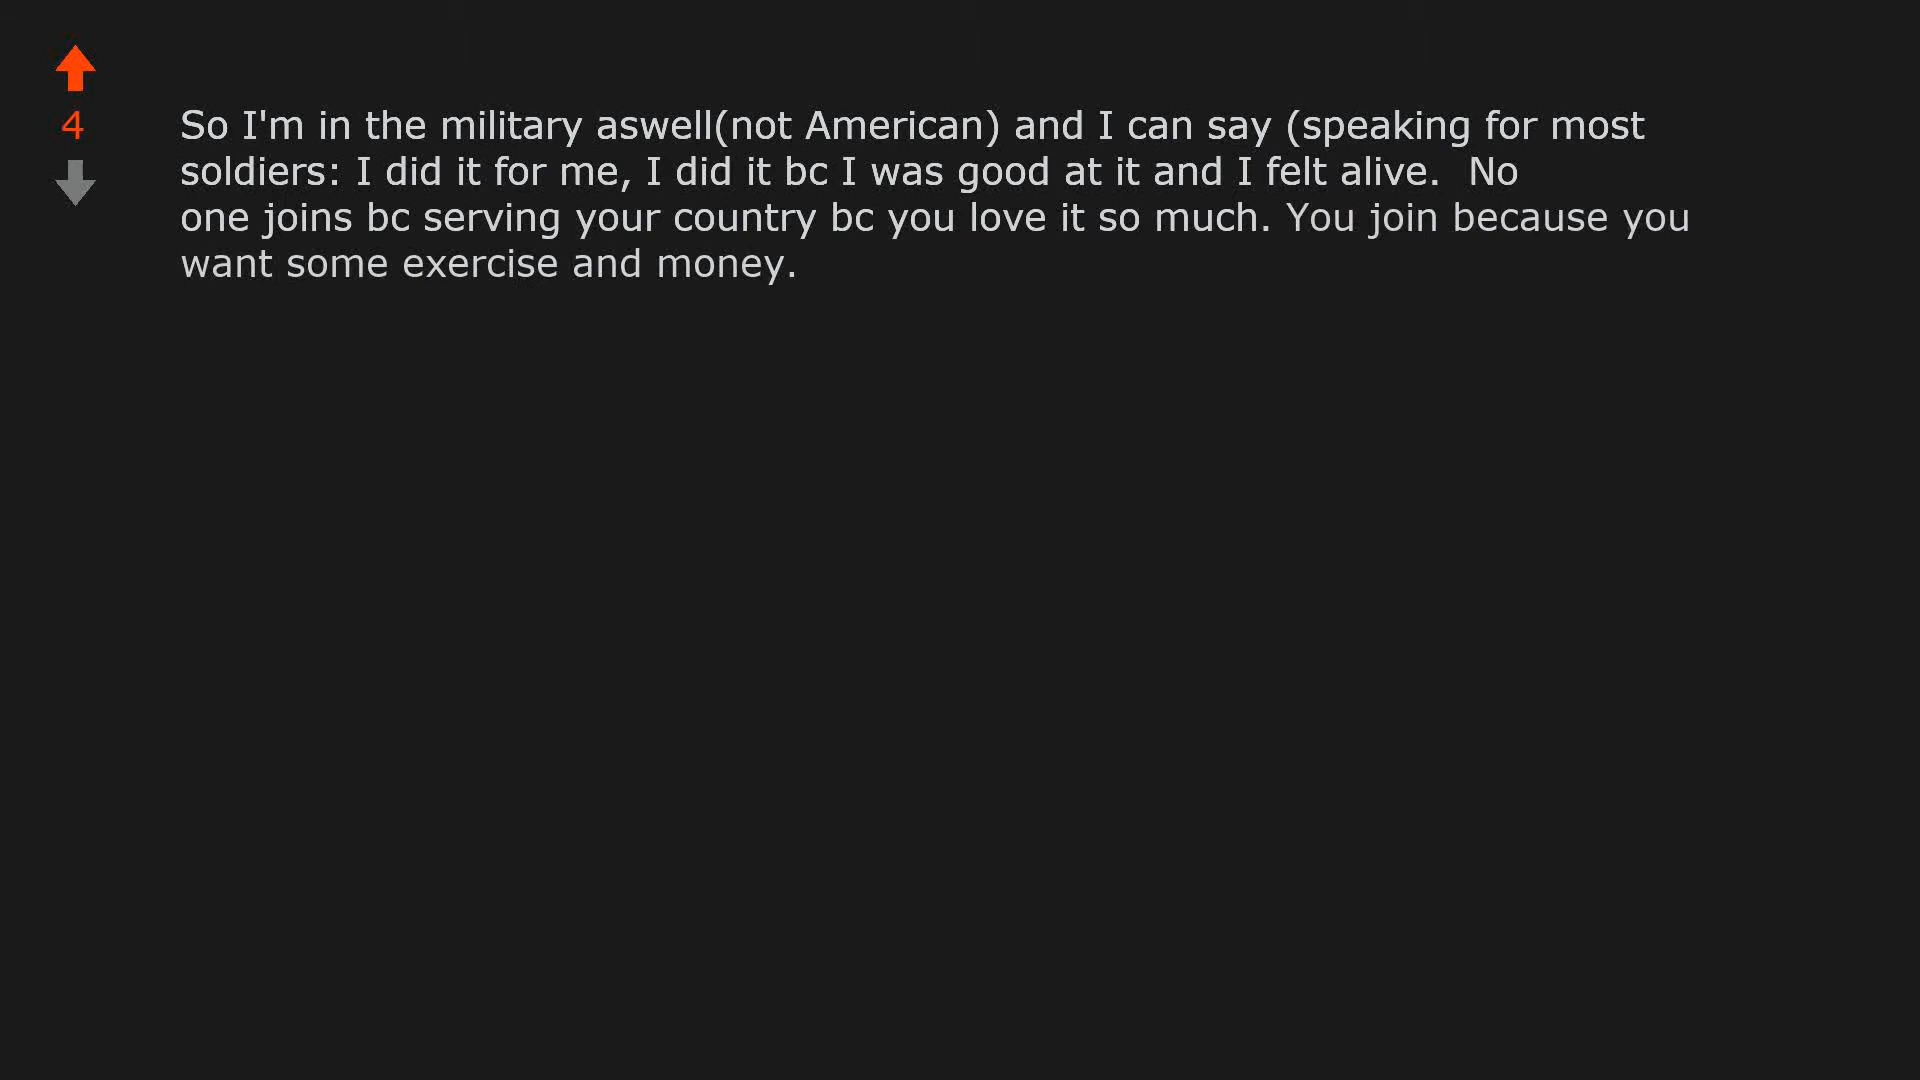 4
So I'm in the military aswell(not American) and I can say (speaking for most
soldiers: I did it for me, I did it bc I was good at it and I felt alive.  No
one joins bc serving your country bc you love it so much. You join because you
want some exercise and money.